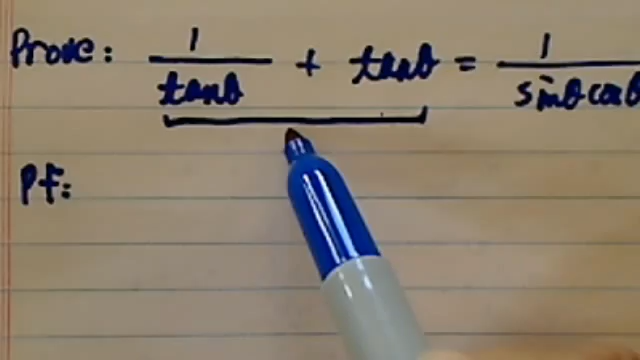 Prove: 1/tanθ + tanθ = 1/sinθcosθ
Pf: